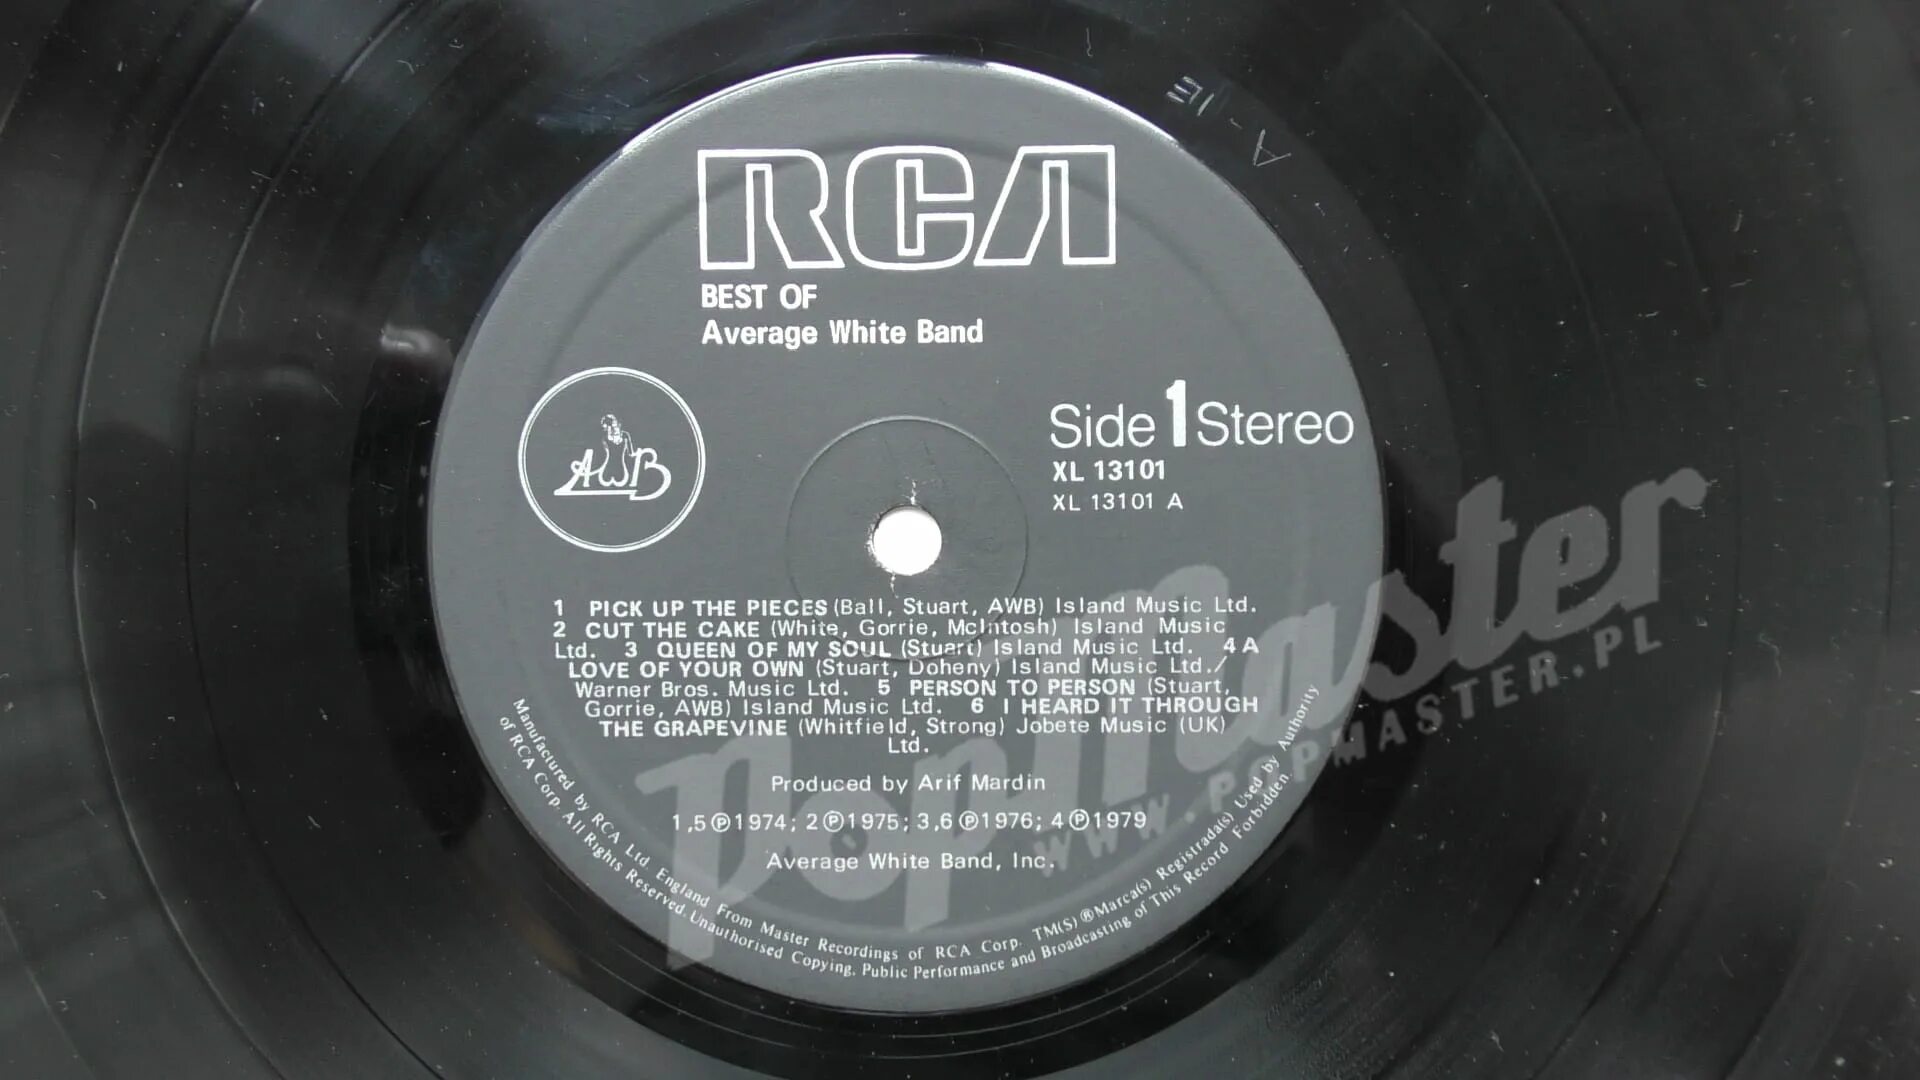 RCA
BEST OF
Average White Band
AWB
Side 1 Stereo
XL 13101
XL 13101 A
1 PICK UP THE PIECES (Ball, Stuart, AWB) Island Music Ltd.
2 CUT THE CAKE (White, Gorrie, McIntosh) Island Music
Ltd. 3 QUEEN OF MY SOUL (Stuart) Island Music Ltd. 4 A
LOVE OF YOUR OWN (Stuart, Doheny) Island Music Ltd./
Warner Bros. Music Ltd. 5 PERSON TO PERSON (Stuart,
Gorrie, AWB) Island Music Ltd. 6 I HEARD IT THROUGH
THE GRAPEVINE (Whitfield, Strong) Jobete Music (UK)
Ltd.
Produced by Arif Mardin
1,5 ℗ 1974; 2 ℗ 1975; 3,6 ℗ 1976; 4 ℗ 1979
Average White Band, Inc.
Manufactured by RCA Ltd. England From Master Recordings of RCA Corp. TM(S) ® Marca(s) Registrada(s) Used by Authority
of RCA Corp. All Rights Reserved. Unauthorised Copying, Public Performance and Broadcasting of This Record Forbidden.
PopMaster
WWW.POPMASTER.PL